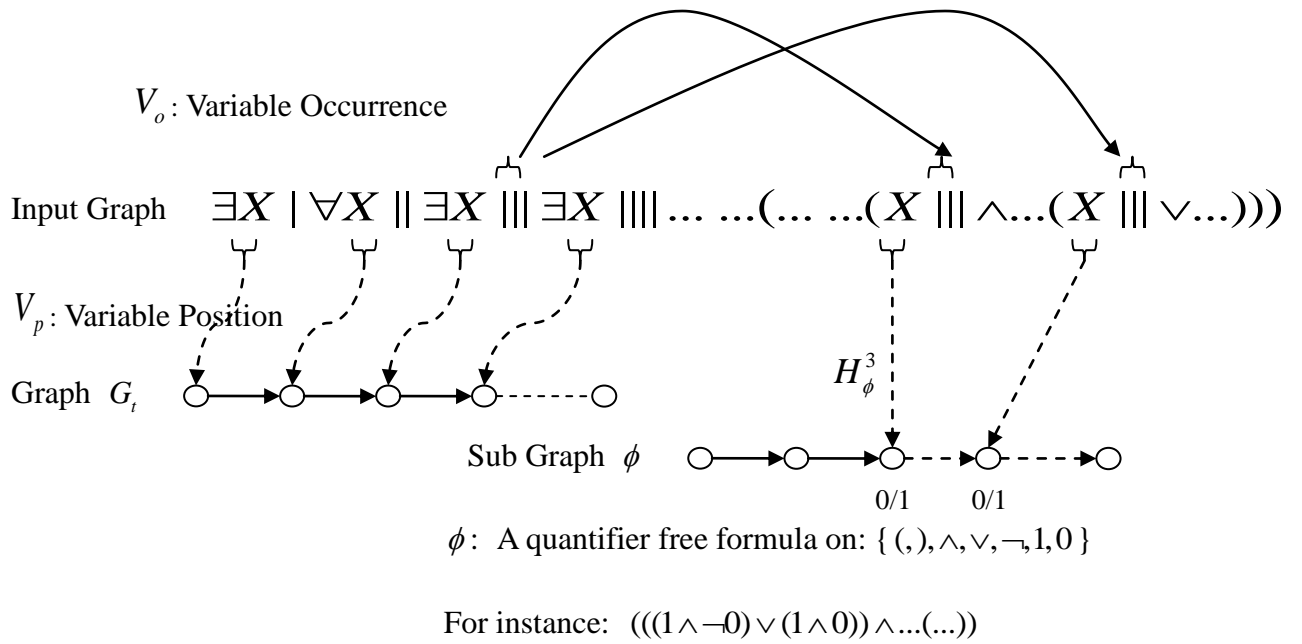 V_o : Variable Occurrence
Input Graph ∃X | ∀X || ∃X ||| ∃X ||||... ...(... ...(X ||| ∧...(X ||| ∨...)))
V_p : Variable Position
Graph G_t
H_ϕ^3
Sub Graph ϕ
0/1 0/1
ϕ: A quantifier free formula on: { (,),∧,∨,¬,1,0 }
For instance: (((1∧¬0)∨(1∧0))∧...(...))